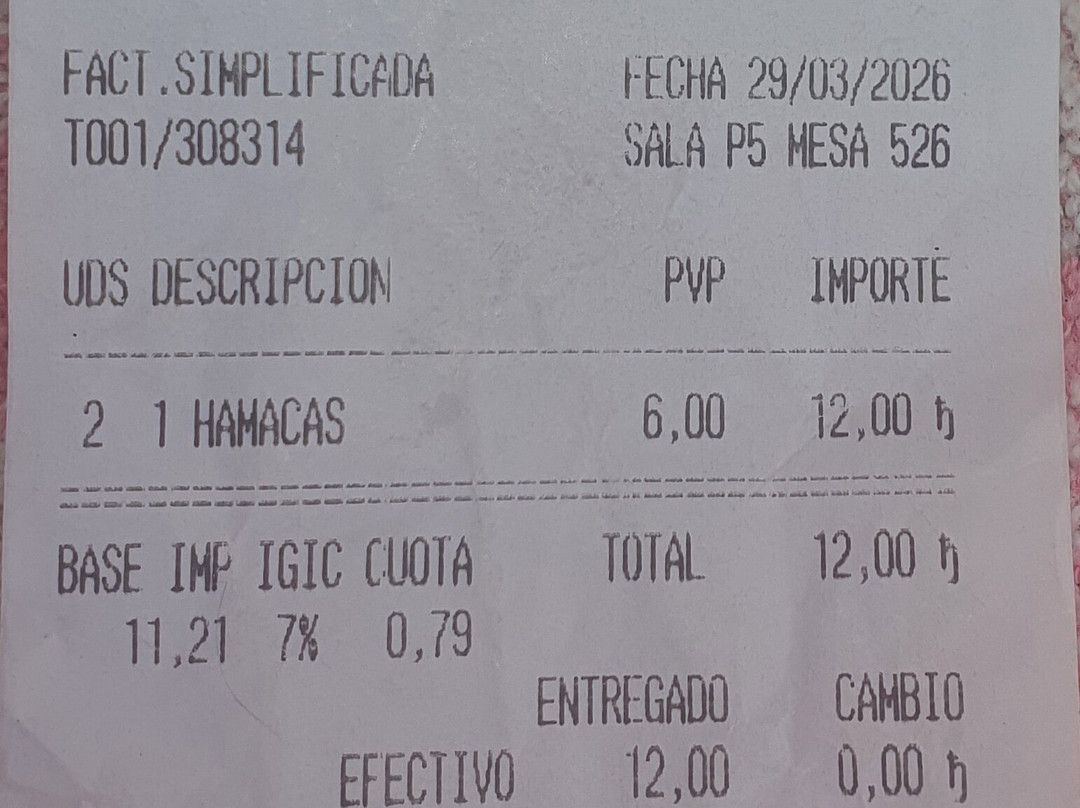 FACT.SIMPLIFICADA FECHA 29/03/2026
T001/308314 SALA P5 MESA 526
UDS DESCRIPCION PVP IMPORTE
2 1 HAMACAS 6,00 12,00 ђ
BASE IMP IGIC CUOTA TOTAL 12,00 ђ
11,21 7% 0,79
ENTREGADO CAMBIO
EFECTIVO 12,00 0,00 ђ